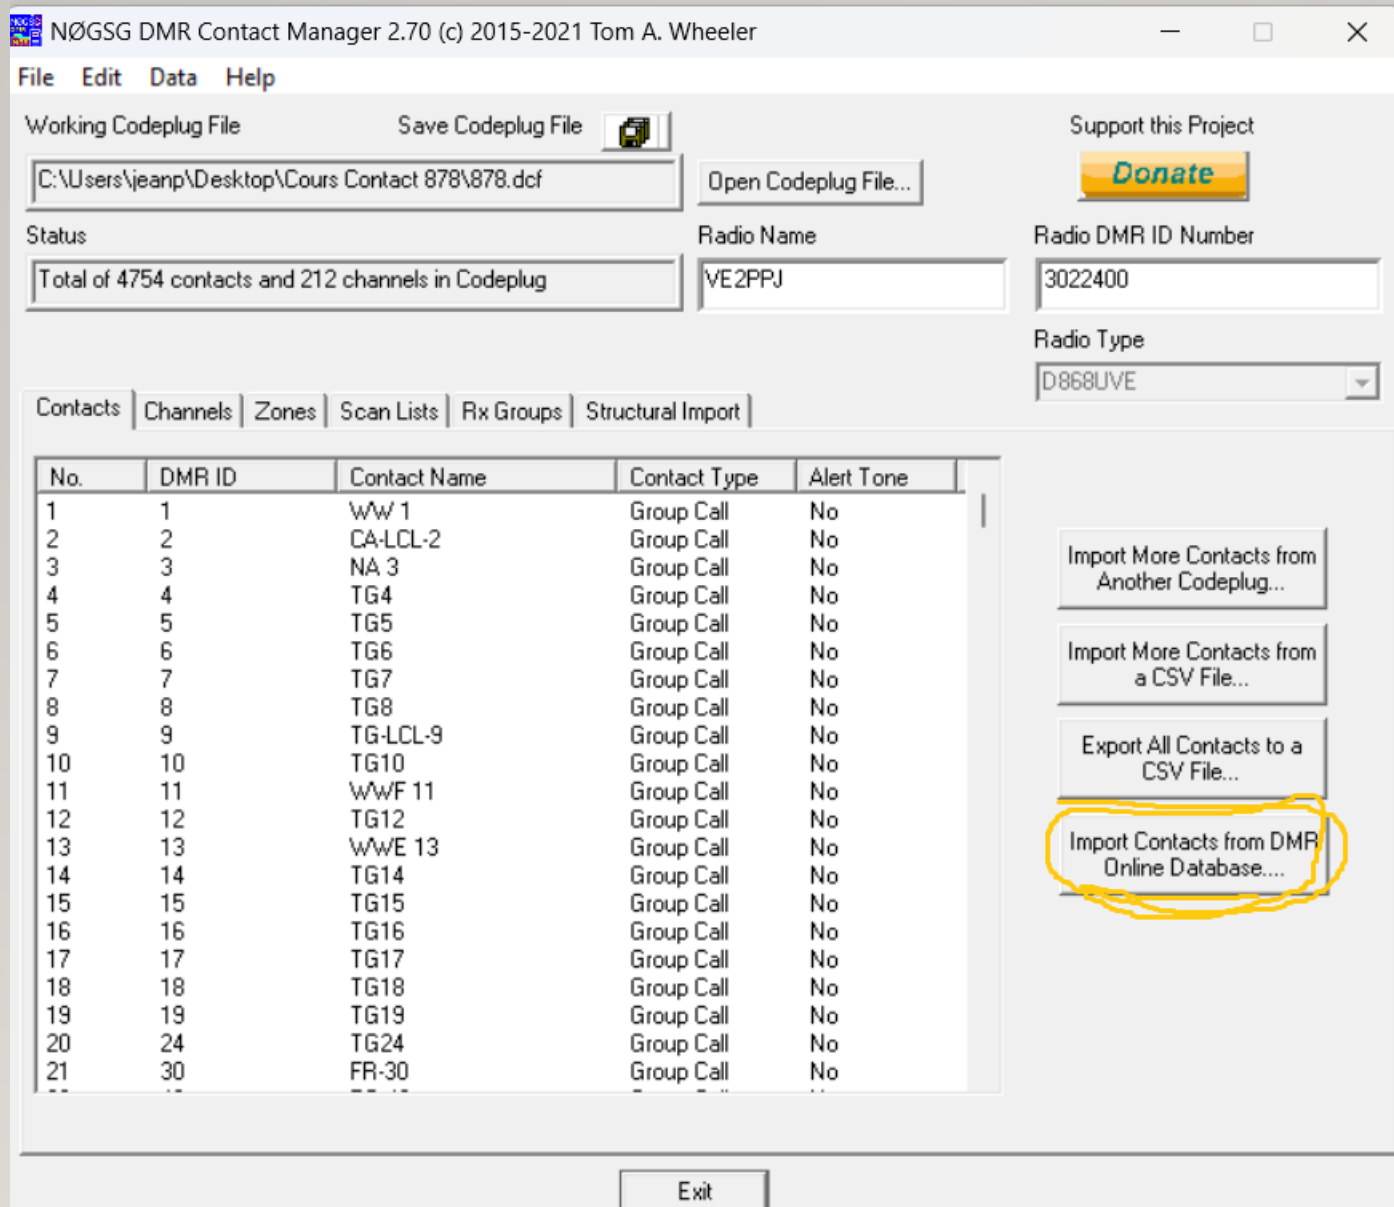 NØGSG DMR Contact Manager 2.70 (c) 2015-2021 Tom A. Wheeler
File Edit Data Help
Working Codeplug File Save Codeplug File Support this Project
C:\Users\jeanp\Desktop\Cours Contact 878\878.dcf Open Codeplug File... Donate
Status Radio Name Radio DMR ID Number
Total of 4754 contacts and 212 channels in Codeplug VE2PPJ 3022400
Radio Type
D868UVE
Contacts Channels Zones Scan Lists Rx Groups Structural Import
No. DMR ID Contact Name Contact Type Alert Tone
1 1 WW 1 Group Call No
2 2 CA-LCL-2 Group Call No
3 3 NA 3 Group Call No
4 4 TG4 Group Call No
5 5 TG5 Group Call No
6 6 TG6 Group Call No
7 7 TG7 Group Call No
8 8 TG8 Group Call No
9 9 TG-LCL-9 Group Call No
10 10 TG10 Group Call No
11 11 WWF 11 Group Call No
12 12 TG12 Group Call No
13 13 WWE 13 Group Call No
14 14 TG14 Group Call No
15 15 TG15 Group Call No
16 16 TG16 Group Call No
17 17 TG17 Group Call No
18 18 TG18 Group Call No
19 19 TG19 Group Call No
20 24 TG24 Group Call No
21 30 FR-30 Group Call No
Import More Contacts from
Another Codeplug...
Import More Contacts from
a CSV File...
Export All Contacts to a
CSV File...
Import Contacts from DMR
Online Database....
Exit